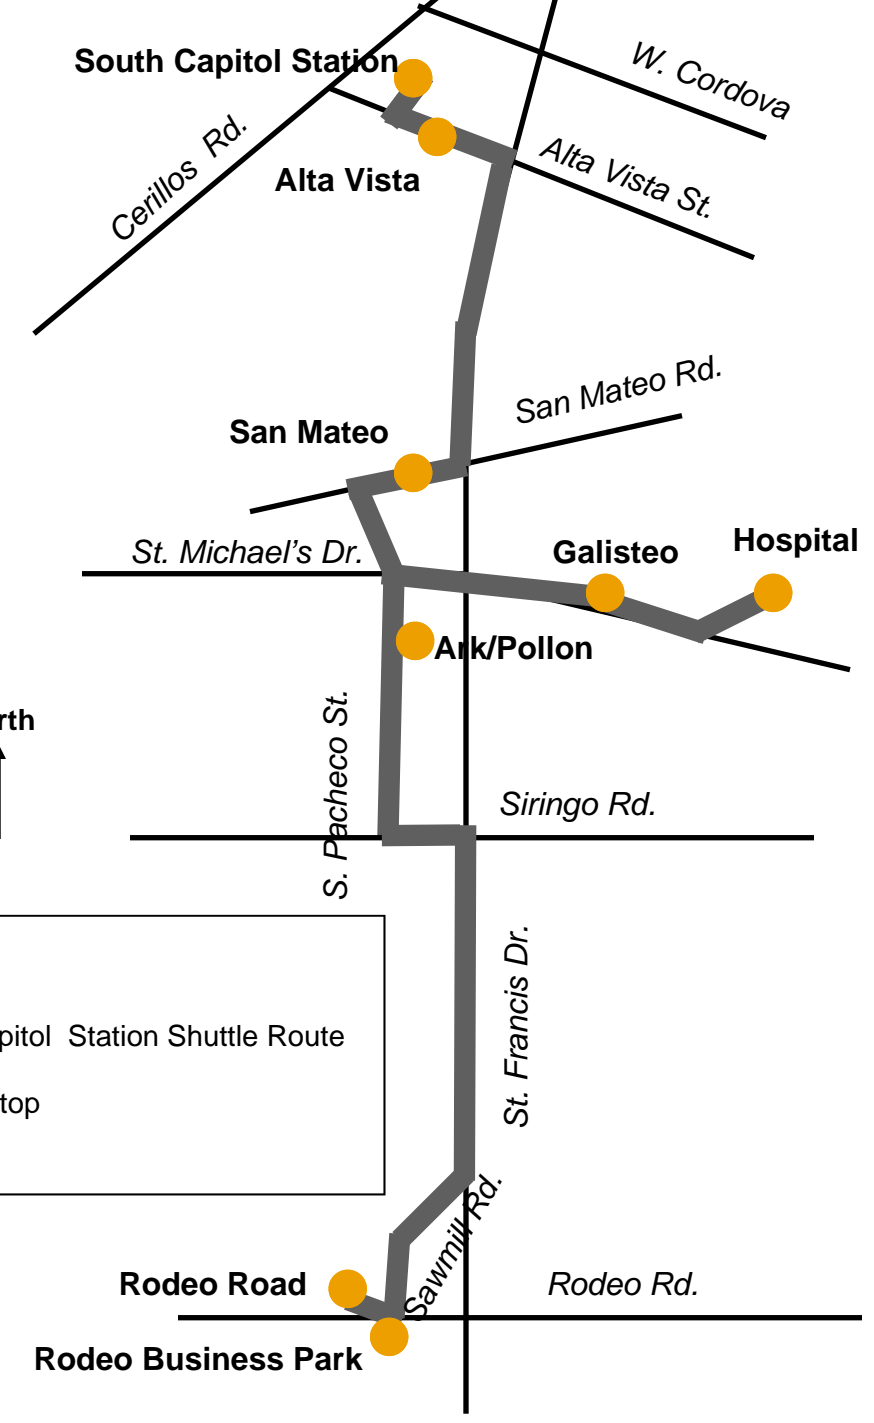 W. Cordova
South Capitol Station
Cerillos Rd.
Alta Vista St.
Alta Vista
San Mateo Rd.
San Mateo
St. Michael's Dr.
Galisteo
Hospital
Ark/Pollon
rth
S. Pacheco St.
Siringo Rd.
St. Francis Dr.
pitol Station Shuttle Route
top
Sawmill Rd.
Rodeo Road
Rodeo Rd.
Rodeo Business Park